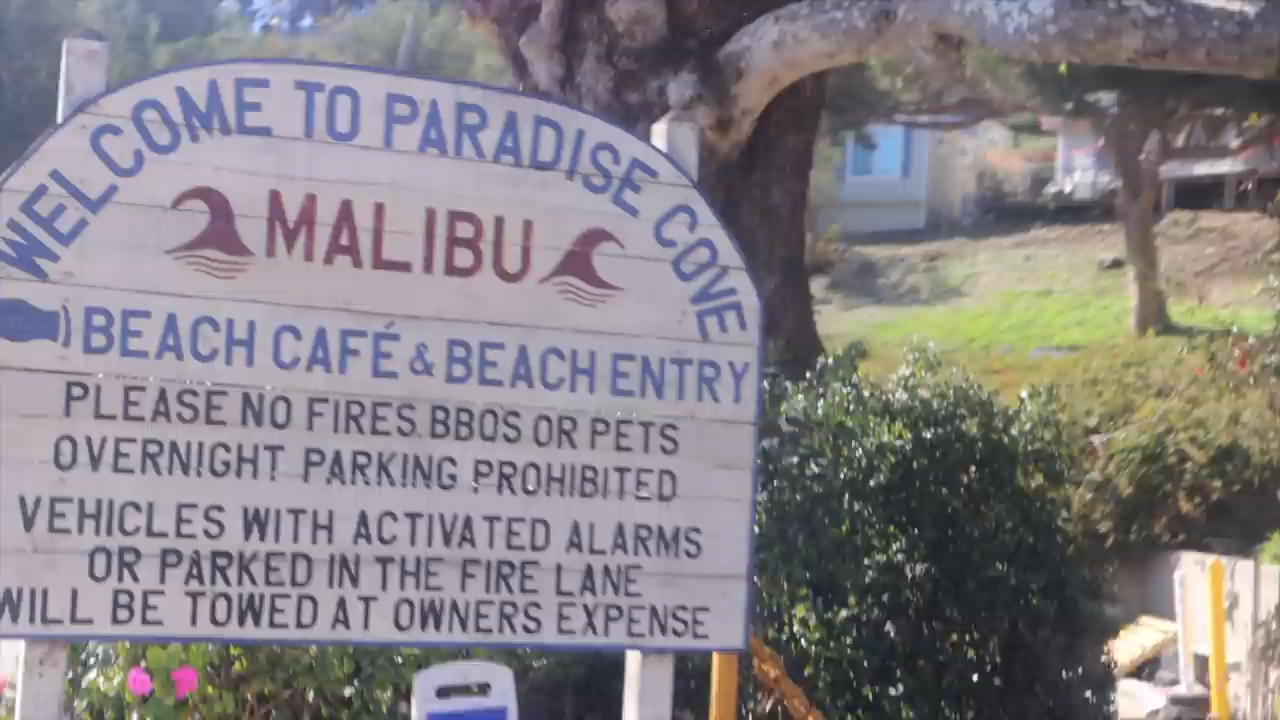 WELCOME TO PARADISE COVE
MALIBU
BEACH CAFÉ & BEACH ENTRY
PLEASE NO FIRES BBQS OR PETS
OVERNIGHT PARKING PROHIBITED
VEHICLES WITH ACTIVATED ALARMS
OR PARKED IN THE FIRE LANE
WILL BE TOWED AT OWNERS EXPENSE